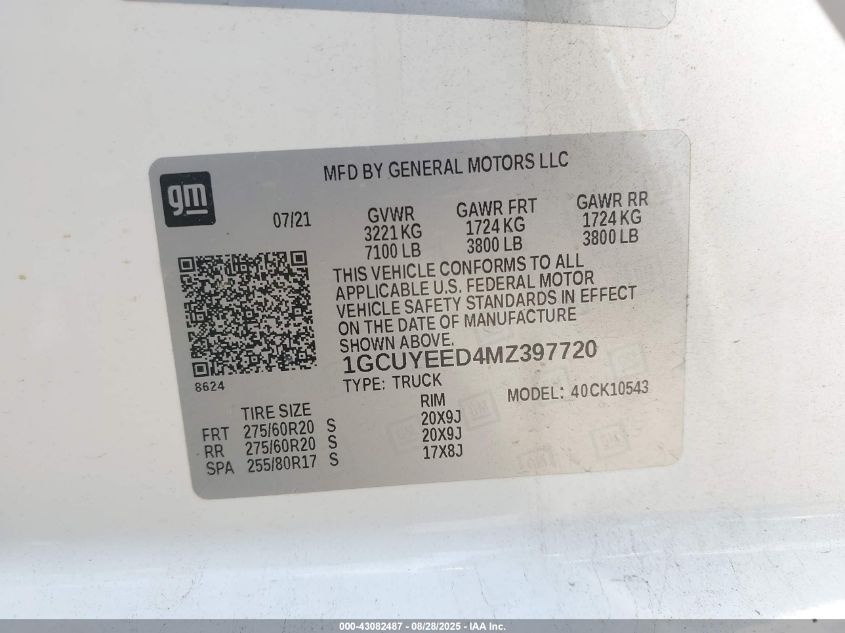 MFD BY GENERAL MOTORS LLC
gm
07/21
GVWR GAWR FRT GAWR RR
3221 KG 1724 KG 1724 KG
7100 LB 3800 LB 3800 LB
THIS VEHICLE CONFORMS TO ALL
APPLICABLE U.S. FEDERAL MOTOR
VEHICLE SAFETY STANDARDS IN EFFECT
ON THE DATE OF MANUFACTURE
SHOWN ABOVE.
1GCUYEED4MZ397720
8624
TYPE: TRUCK MODEL: 40CK10543
TIRE SIZE RIM
FRT 275/60R20 S 20X9J
RR 275/60R20 S 20X9J
SPA 255/80R17 S 17X8J
000-43082487 - 08/28/2025 - IAA Inc.